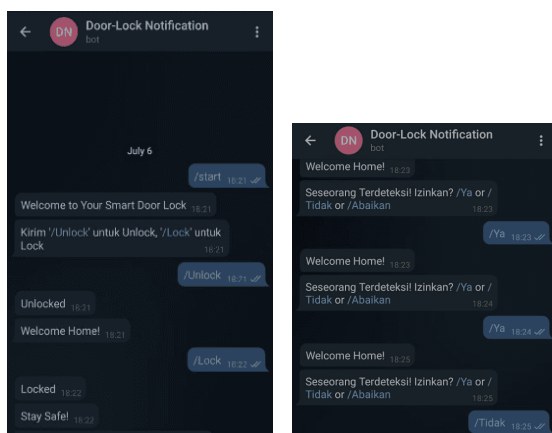 DN
Door-Lock Notification
bot
July 6
/start 18:21
Welcome to Your Smart Door Lock 18:21
Kirim '/Unlock' untuk Unlock, '/Lock' untuk
Lock 18:21
/Unlock 18:21
Unlocked 18:21
Welcome Home! 18:21
/Lock 18:22
Locked 18:22
Stay Safe! 18:22
DN
Door-Lock Notification
bot
Welcome Home! 18:23
Seseorang Terdeteksi! Izinkan? /Ya or /
Tidak or /Abaikan 18:23
/Ya 18:23
Welcome Home! 18:23
Seseorang Terdeteksi! Izinkan? /Ya or /
Tidak or /Abaikan 18:24
/Ya 18:24
Welcome Home! 18:25
Seseorang Terdeteksi! Izinkan? /Ya or /
Tidak or /Abaikan 18:25
/Tidak 18:25